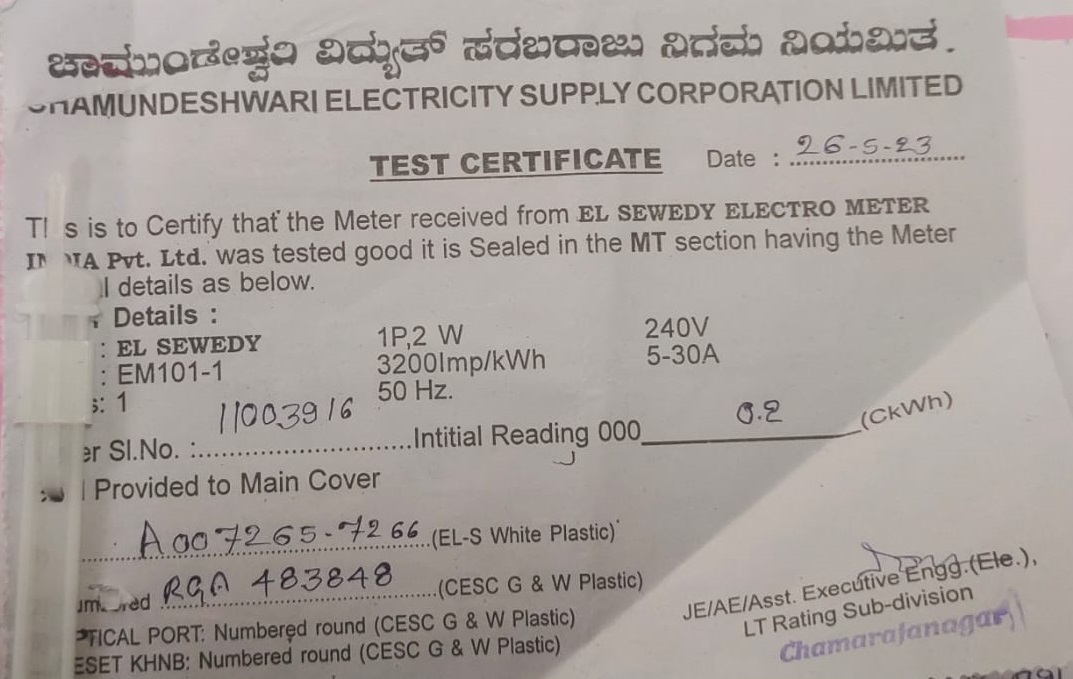 ಚಾಮುಂಡೇಶ್ವರಿ ವಿದ್ಯುತ್ ಸರಬರಾಜು ನಿಗಮ ನಿಯಮಿತ.
CHAMUNDESHWARI ELECTRICITY SUPPLY CORPORATION LIMITED
TEST CERTIFICATE Date : 26-5-23
This is to Certify that the Meter received from EL SEWEDY ELECTRO METER
INDIA Pvt. Ltd. was tested good it is Sealed in the MT section having the Meter
details as below.
Details :
: EL SEWEDY 1P,2 W 240V
: EM101-1 3200Imp/kWh 5-30A
: 1 50 Hz.
Sl.No. : 11003916 Intitial Reading 000 0.2 (CkWh)
Provided to Main Cover
A007265-7266 (EL-S White Plastic)
RGA 483848 (CESC G & W Plastic)
PTICAL PORT: Numbered round (CESC G & W Plastic)
ESET KHNB: Numbered round (CESC G & W Plastic)
JE/AE/Asst. Executive Engg.(Ele.),
LT Rating Sub-division
Chamarajanagar